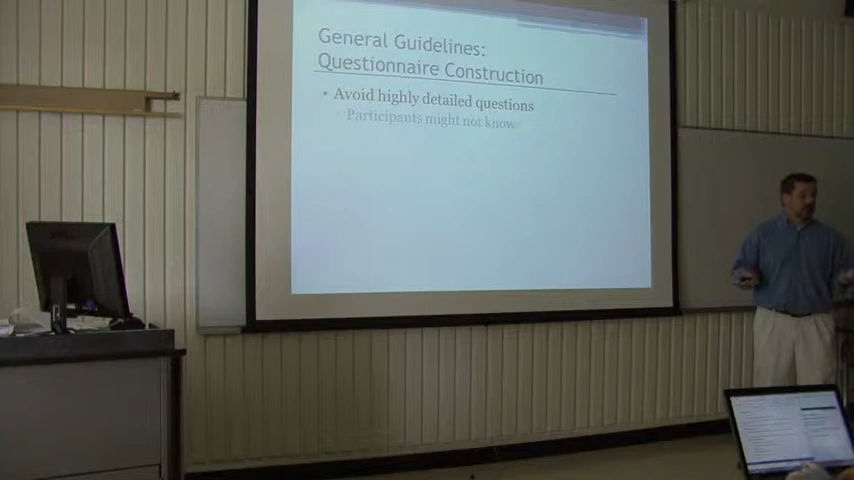 General Guidelines:
Questionnaire Construction
• Avoid highly detailed questions
Participants might not know